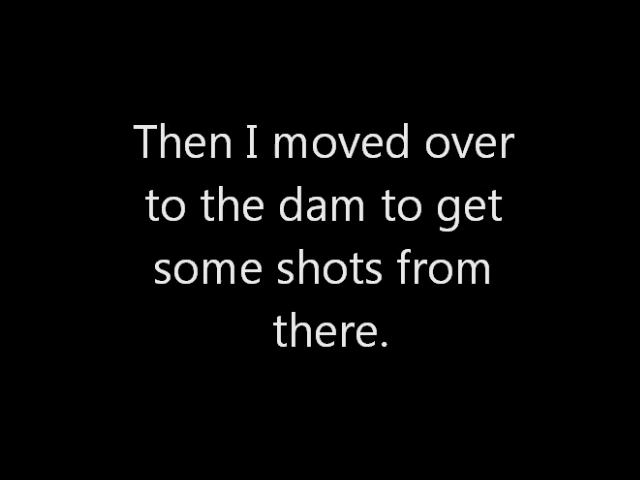 Then I moved over
to the dam to get
some shots from
there.